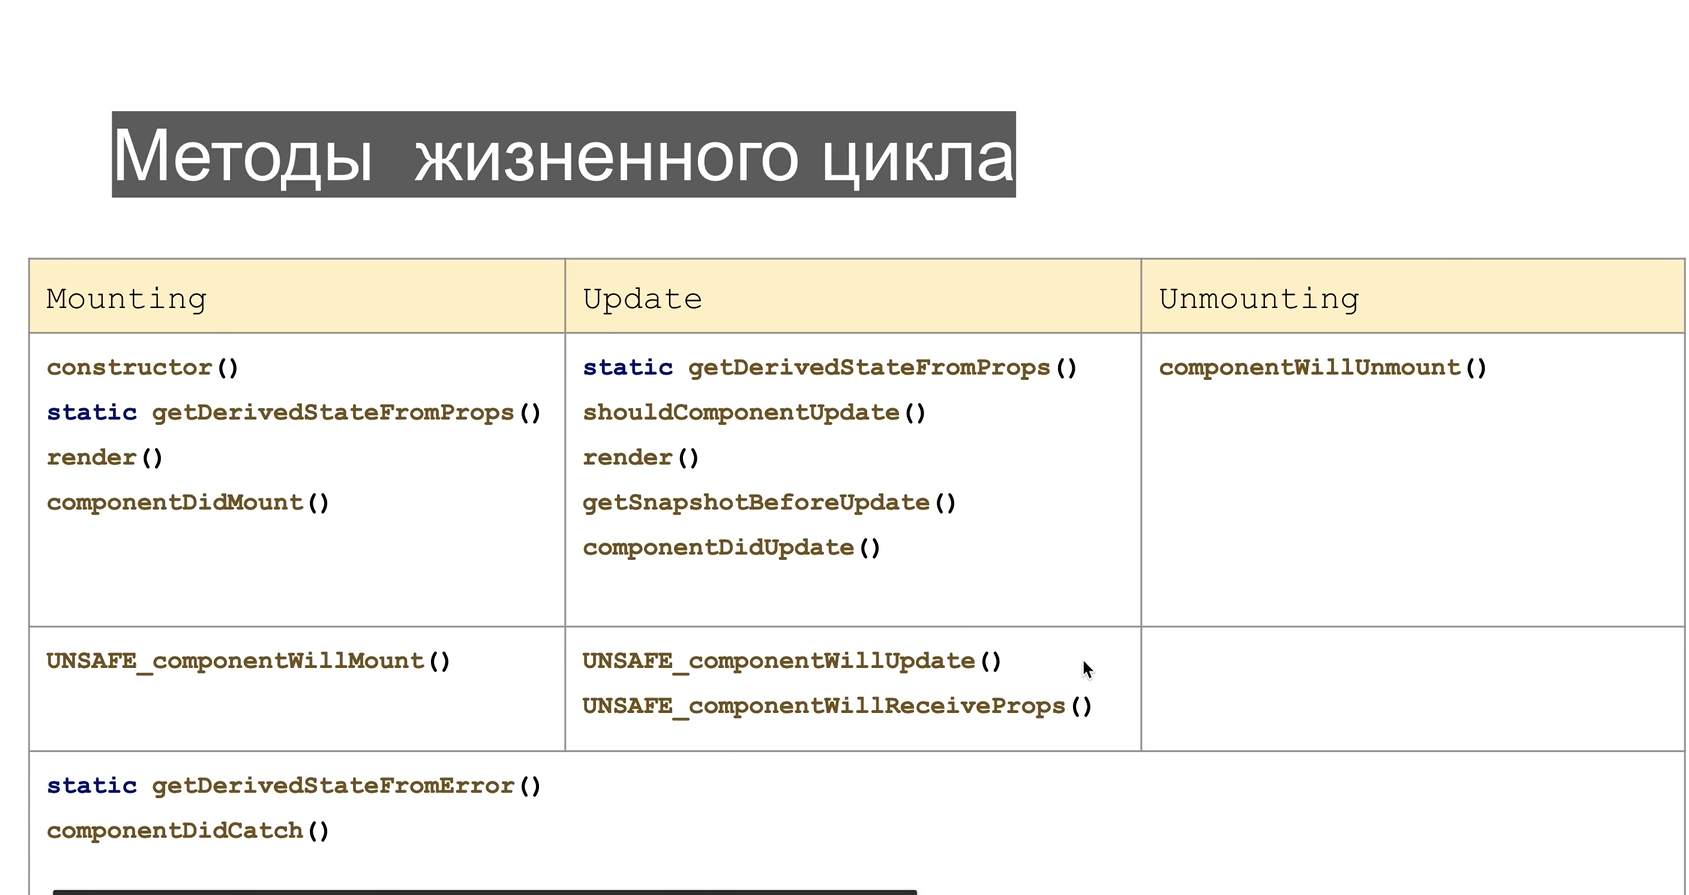 Методы  жизненного цикла
Mounting
Update
Unmounting
constructor()
static getDerivedStateFromProps()
render()
componentDidMount()
static getDerivedStateFromProps()
shouldComponentUpdate()
render()
getSnapshotBeforeUpdate()
componentDidUpdate()
componentWillUnmount()
UNSAFE_componentWillMount()
UNSAFE_componentWillUpdate()
UNSAFE_componentWillReceiveProps()
static getDerivedStateFromError()
componentDidCatch()